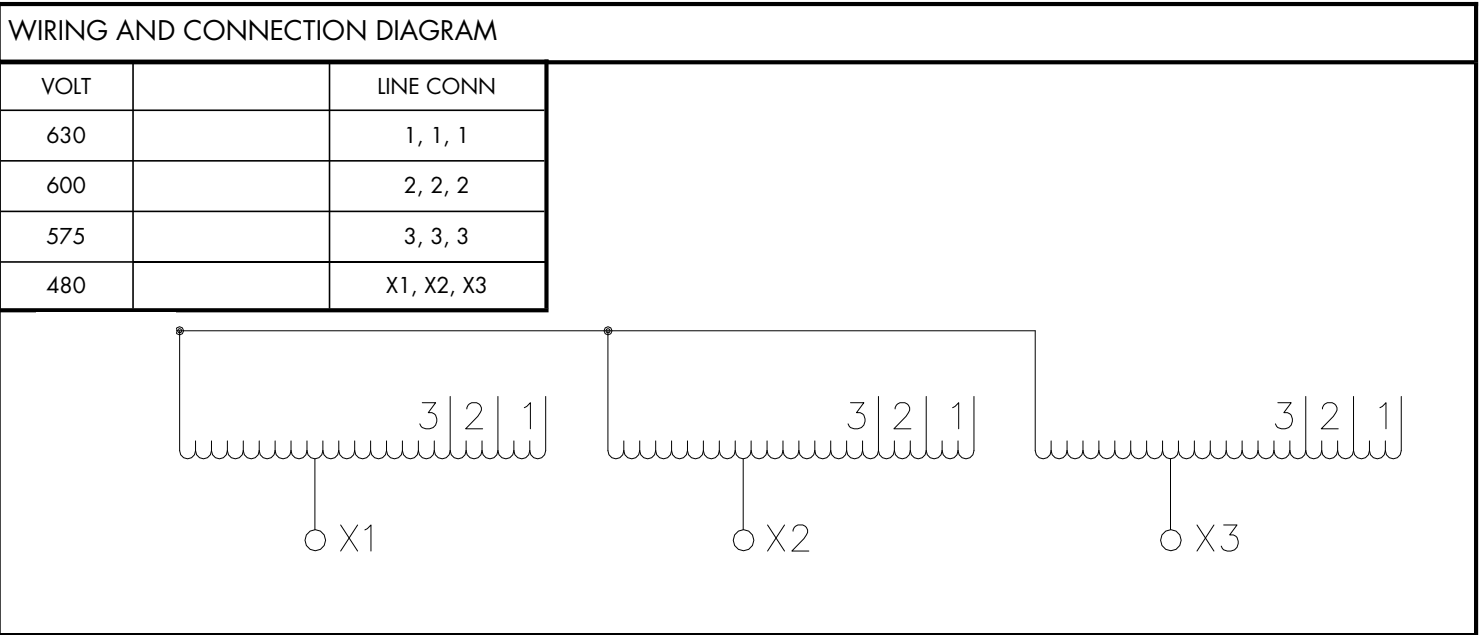 WIRING AND CONNECTION DIAGRAM
VOLT LINE CONN
630 1, 1, 1
600 2, 2, 2
575 3, 3, 3
480 X1, X2, X3
3 2 1 3 2 1 3 2 1
X1 X2 X3